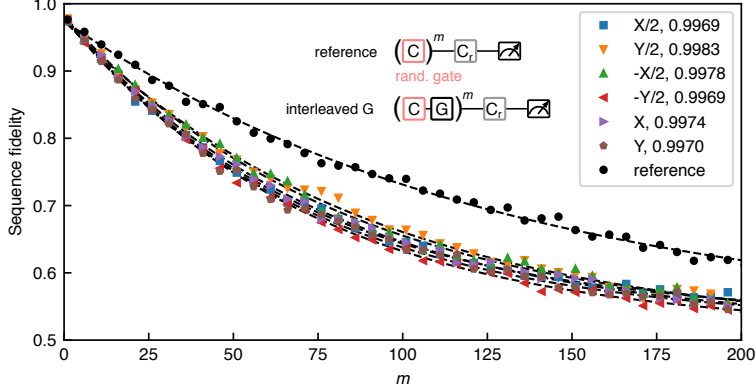 1.0
0.9
0.8
0.7
0.6
0.5
Sequence fidelity
0
25
50
75
100
125
150
175
200
m
reference ( C )^m C_r
rand. gate
interleaved G ( C G )^m C_r
X/2, 0.9969
Y/2, 0.9983
-X/2, 0.9978
-Y/2, 0.9969
X, 0.9974
Y, 0.9970
reference